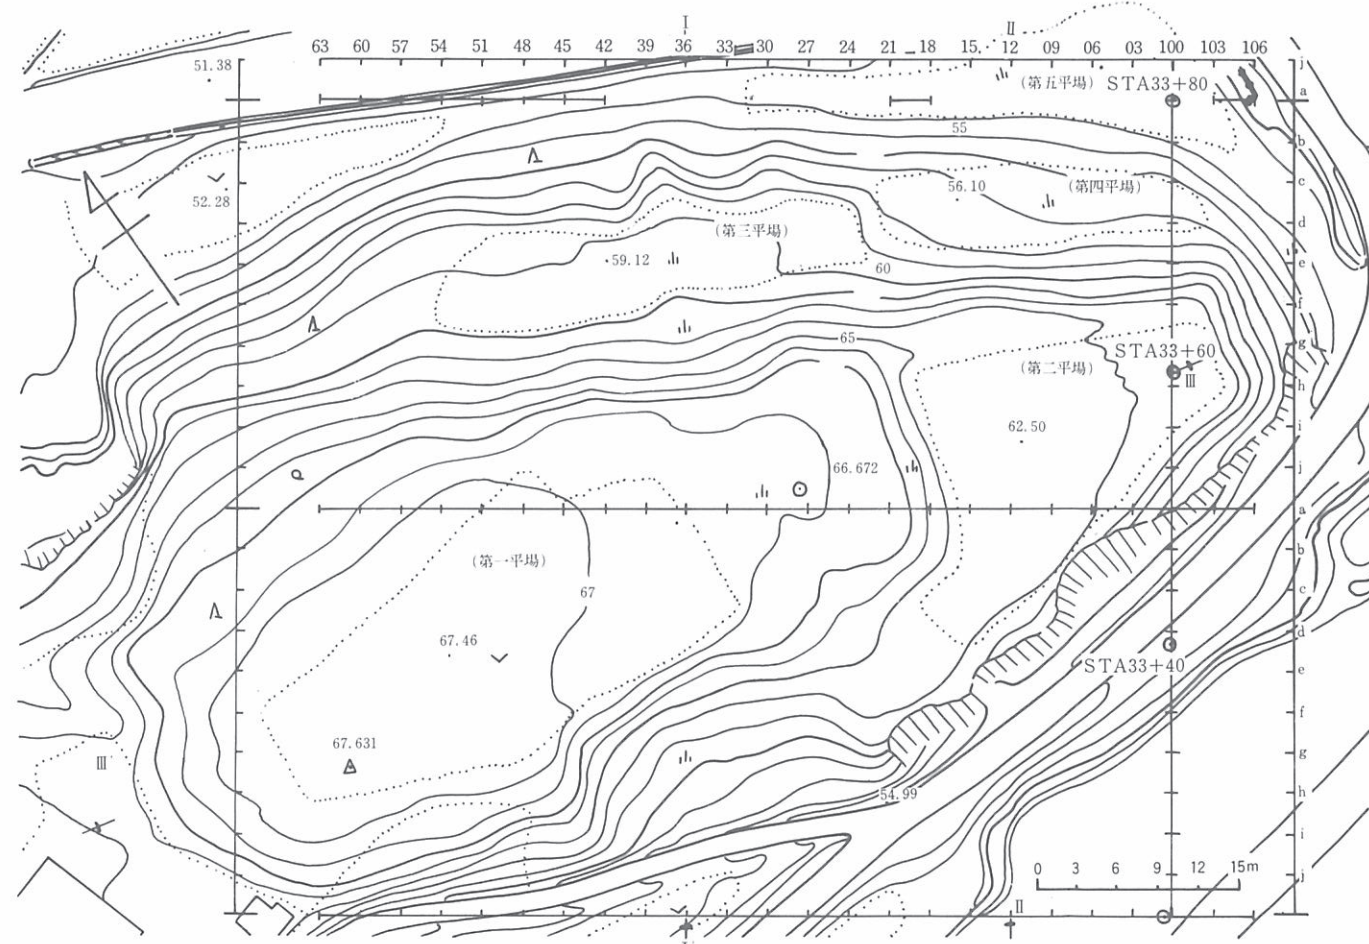 I
II
63 60 57 54 51 48 45 42 39 36 33 30 27 24 21 18 15 12 09 06 03 100 103 106
j
51.38
(第五平場)
STA33+80
a
55
b
52.28
56.10
(第四平場)
c
(第三平場)
d
59.12
60
e
f
65
g
(第二平場)
STA33+60
III
h
62.50
i
66.672
j
a
(第一平場)
b
67
c
67.46
d
STA33+40
e
f
67.631
III
g
54.99
h
i
0 3 6 9 12 15m
j
II